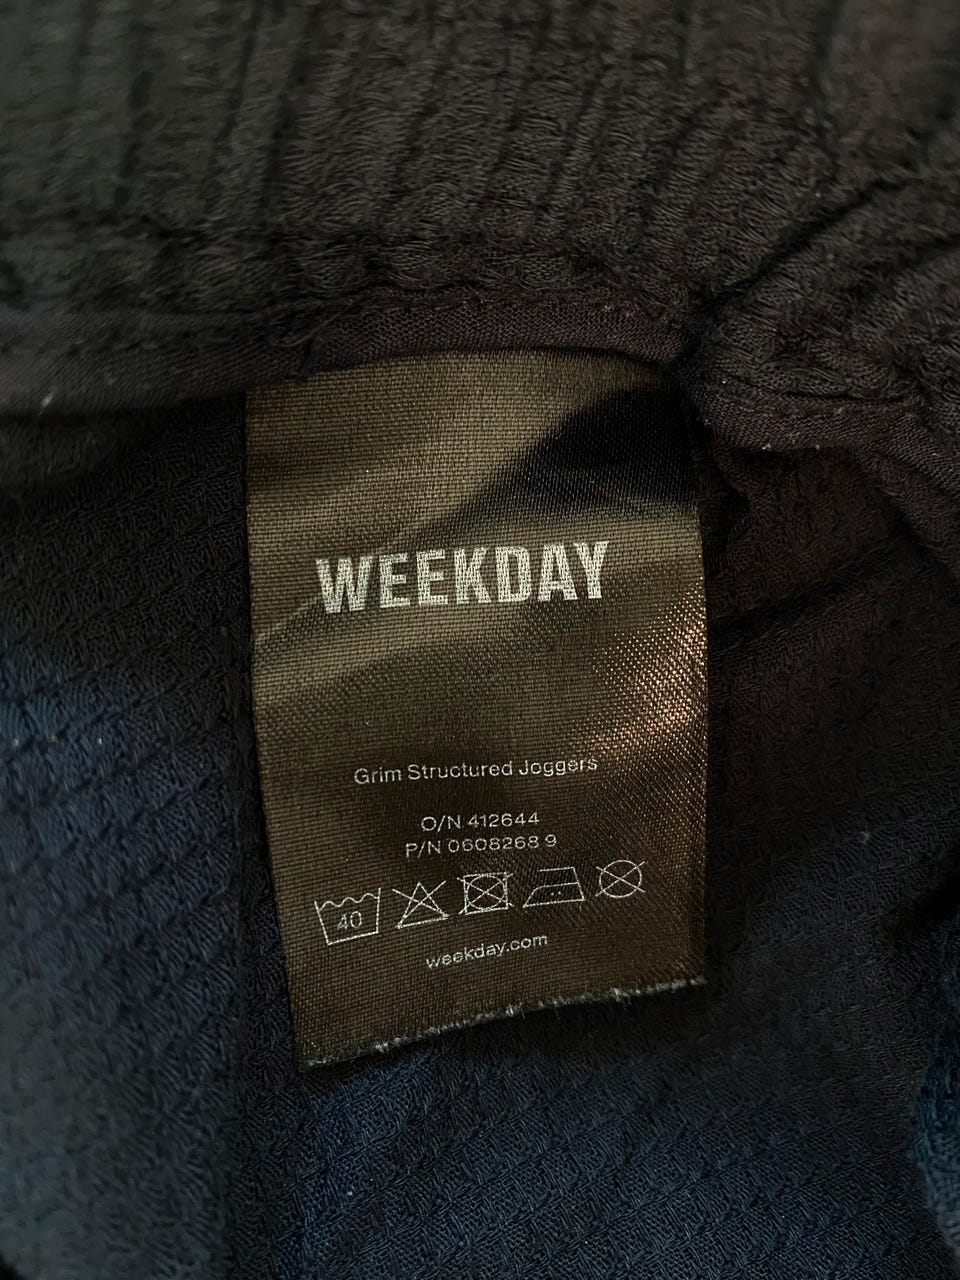 WEEKDAY
Grim Structured Joggers
O/N 412644
P/N 0608268 9
40
weekday.com